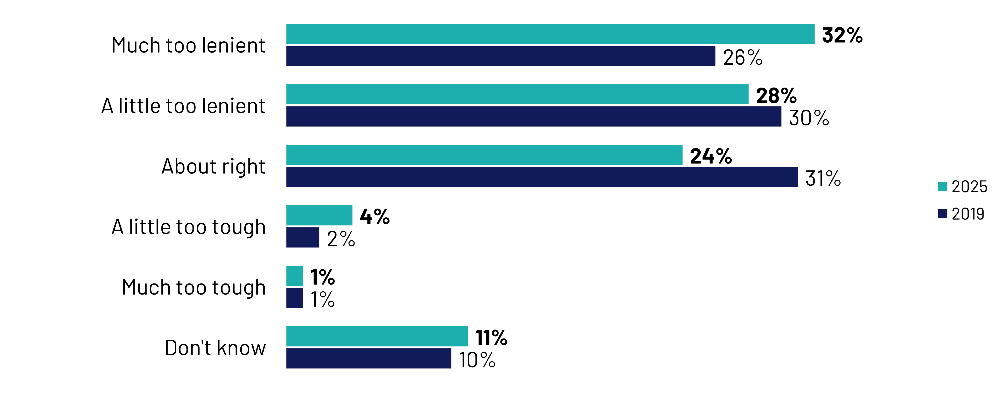 Much too lenient
32%
26%
A little too lenient
28%
30%
About right
24%
31%
2025
2019
A little too tough
4%
2%
Much too tough
1%
1%
Don't know
11%
10%